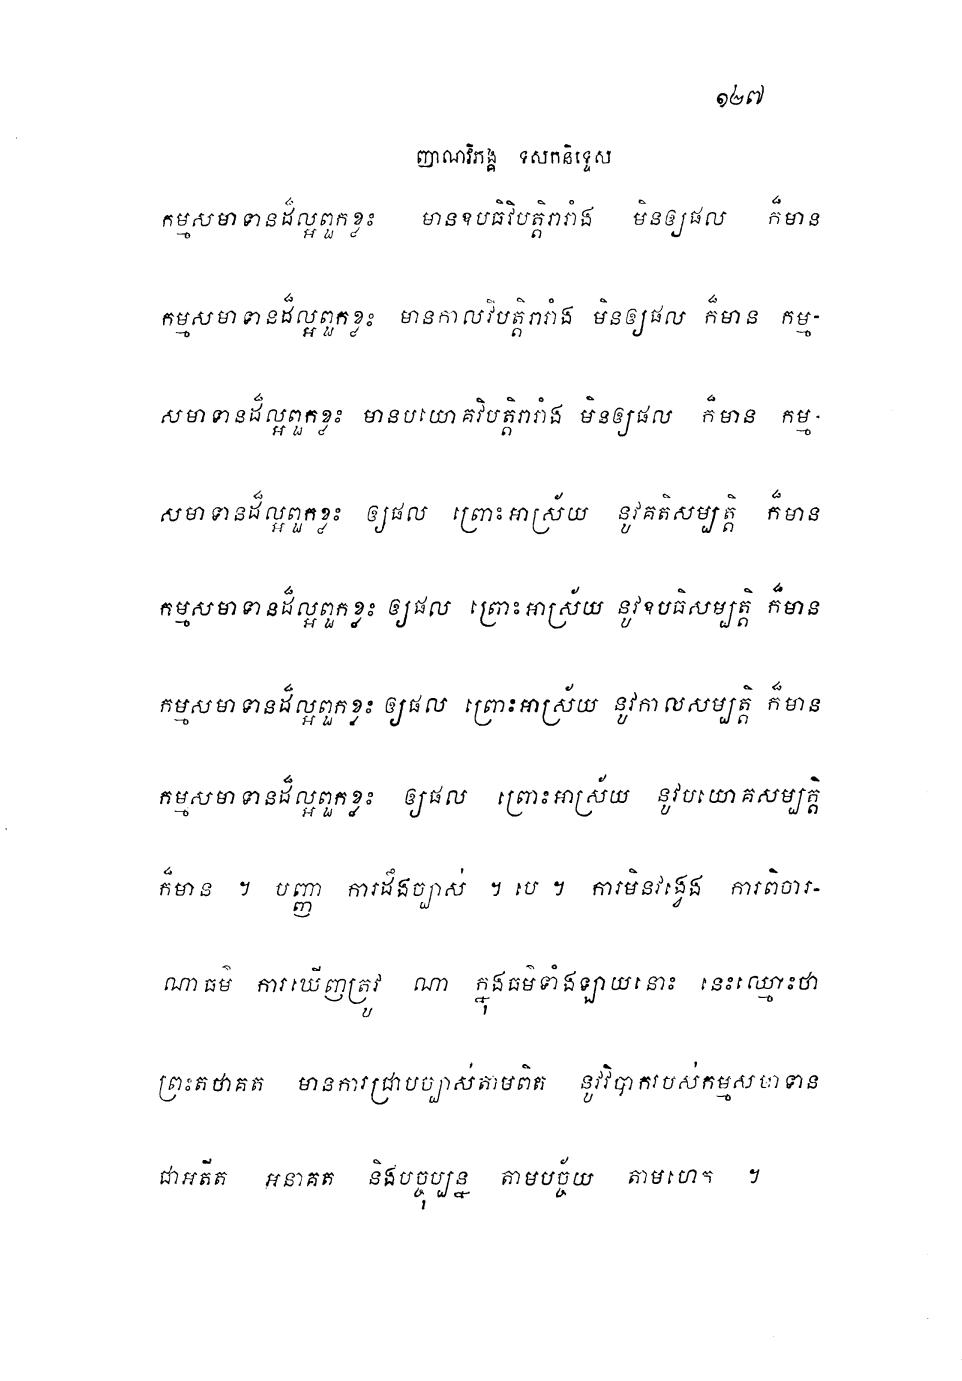 ១២៧
ញាណវិភង្គ ទសកនិទ្ទេស
កម្មសមាទានដ៏ល្អពួកខ្លះ មានឧបធិវិបត្តិរារាំង មិនឲ្យផល ក៏មាន
កម្មសមាទានដ៏ល្អពួកខ្លះ មានកាលវិបត្តិរារាំង មិនឲ្យផល ក៏មាន កម្ម-
សមាទានដ៏ល្អពួកខ្លះ មានបយោគវិបត្តិរារាំង មិនឲ្យផល ក៏មាន កម្ម-
សមាទានដ៏ល្អពួកខ្លះ ឲ្យផល ព្រោះអាស្រ័យ នូវគតិសម្បត្តិ ក៏មាន
កម្មសមាទានដ៏ល្អពួកខ្លះ ឲ្យផល ព្រោះអាស្រ័យ នូវឧបធិសម្បត្តិ ក៏មាន
កម្មសមាទានដ៏ល្អពួកខ្លះ ឲ្យផល ព្រោះអាស្រ័យ នូវកាលសម្បត្តិ ក៏មាន
កម្មសមាទានដ៏ល្អពួកខ្លះ ឲ្យផល ព្រោះអាស្រ័យ នូវបយោគសម្បត្តិ
ក៏មាន ។ បញ្ញា ការដឹងច្បាស់ ។ បេ ។ ការមិនវង្វេង ការពិចារ-
ណាធម៌ ការឃើញត្រូវ ណា ក្នុងធម៌ទាំងឡាយនោះ នេះឈ្មោះថា
ព្រះតថាគត មានការជ្រាបច្បាស់តាមពិត នូវវិបាករបស់កម្មសមាទាន
ជាអតីត អនាគត និងបច្ចុប្បន្ន តាមបច្ច័យ តាមហេតុ ។